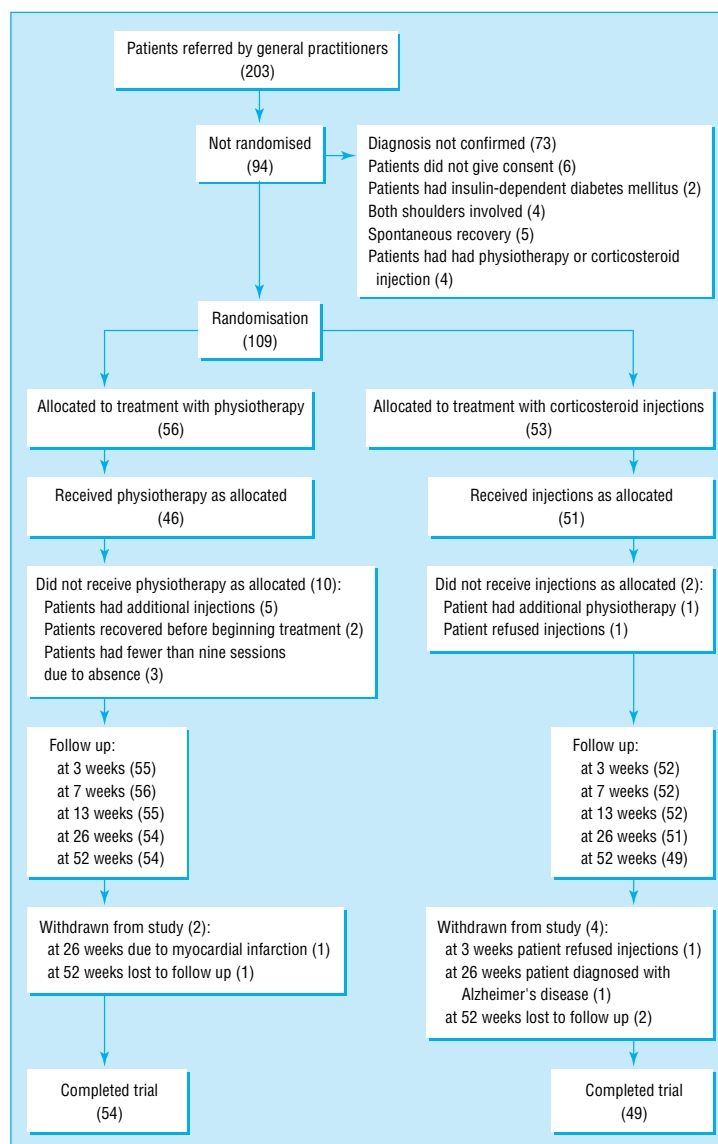 Patients referred by general practitioners
(203)
Not randomised
(94)
Diagnosis not confirmed (73)
Patients did not give consent (6)
Patients had insulin-dependent diabetes mellitus (2)
Both shoulders involved (4)
Spontaneous recovery (5)
Patients had had physiotherapy or corticosteroid
injection (4)
Randomisation
(109)
Allocated to treatment with physiotherapy
(56)
Allocated to treatment with corticosteroid injections
(53)
Received physiotherapy as allocated
(46)
Received injections as allocated
(51)
Did not receive physiotherapy as allocated (10):
Patients had additional injections (5)
Patients recovered before beginning treatment (2)
Patients had fewer than nine sessions
due to absence (3)
Did not receive injections as allocated (2):
Patient had additional physiotherapy (1)
Patient refused injections (1)
Follow up:
at 3 weeks (55)
at 7 weeks (56)
at 13 weeks (55)
at 26 weeks (54)
at 52 weeks (54)
Follow up:
at 3 weeks (52)
at 7 weeks (52)
at 13 weeks (52)
at 26 weeks (51)
at 52 weeks (49)
Withdrawn from study (2):
at 26 weeks due to myocardial infarction (1)
at 52 weeks lost to follow up (1)
Withdrawn from study (4):
at 3 weeks patient refused injections (1)
at 26 weeks patient diagnosed with
Alzheimer's disease (1)
at 52 weeks lost to follow up (2)
Completed trial
(54)
Completed trial
(49)